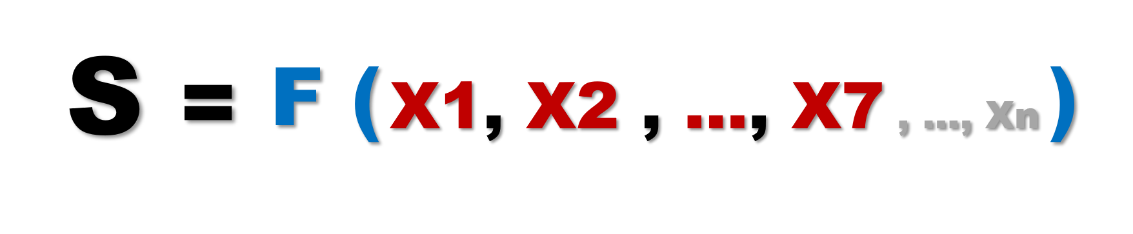 S = F (X1, X2 , ..., X7 , ..., Xn)